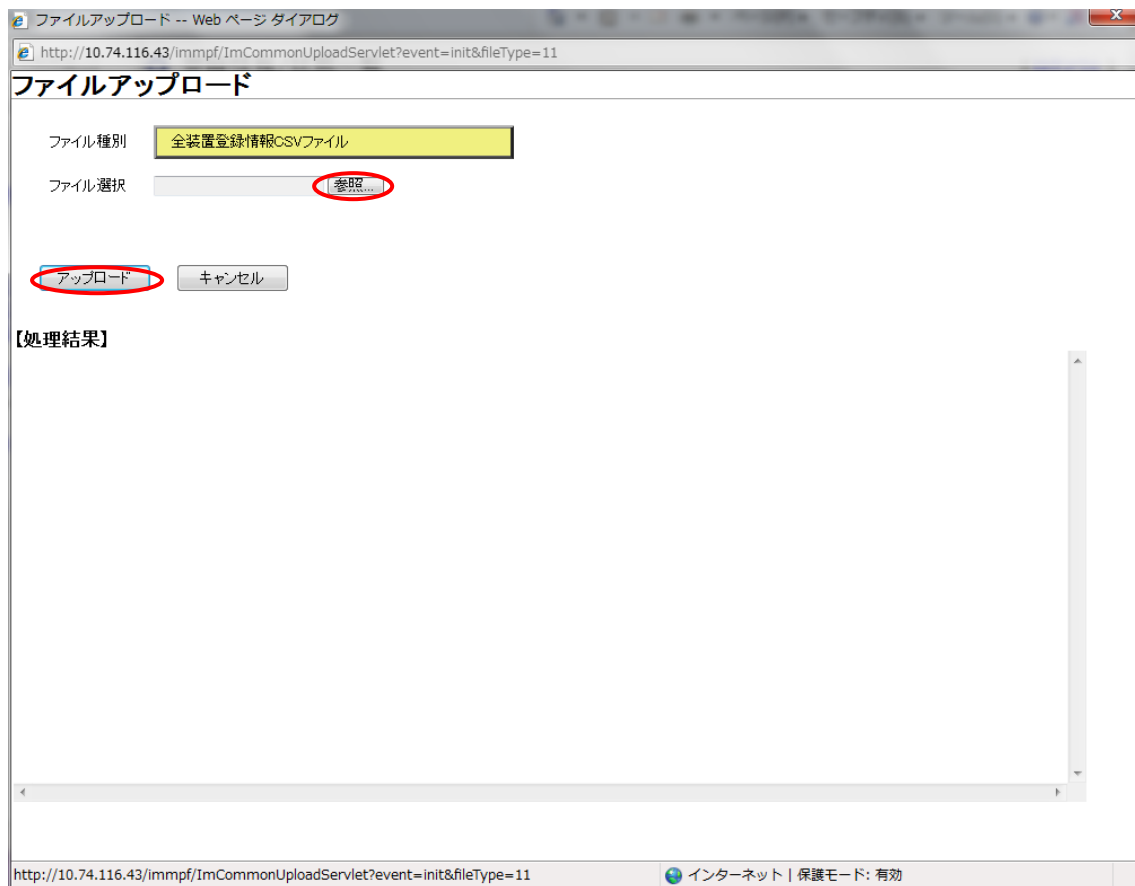 ファイルアップロード -- Web ページ ダイアログ
http://10.74.116.43/immpf/ImCommonUploadServlet?event=init&fileType=11
ファイルアップロード
ファイル種別 全装置登録情報CSVファイル
ファイル選択 参照...
アップロード キャンセル
【処理結果】
http://10.74.116.43/immpf/ImCommonUploadServlet?event=init&fileType=11 インターネット | 保護モード: 有効